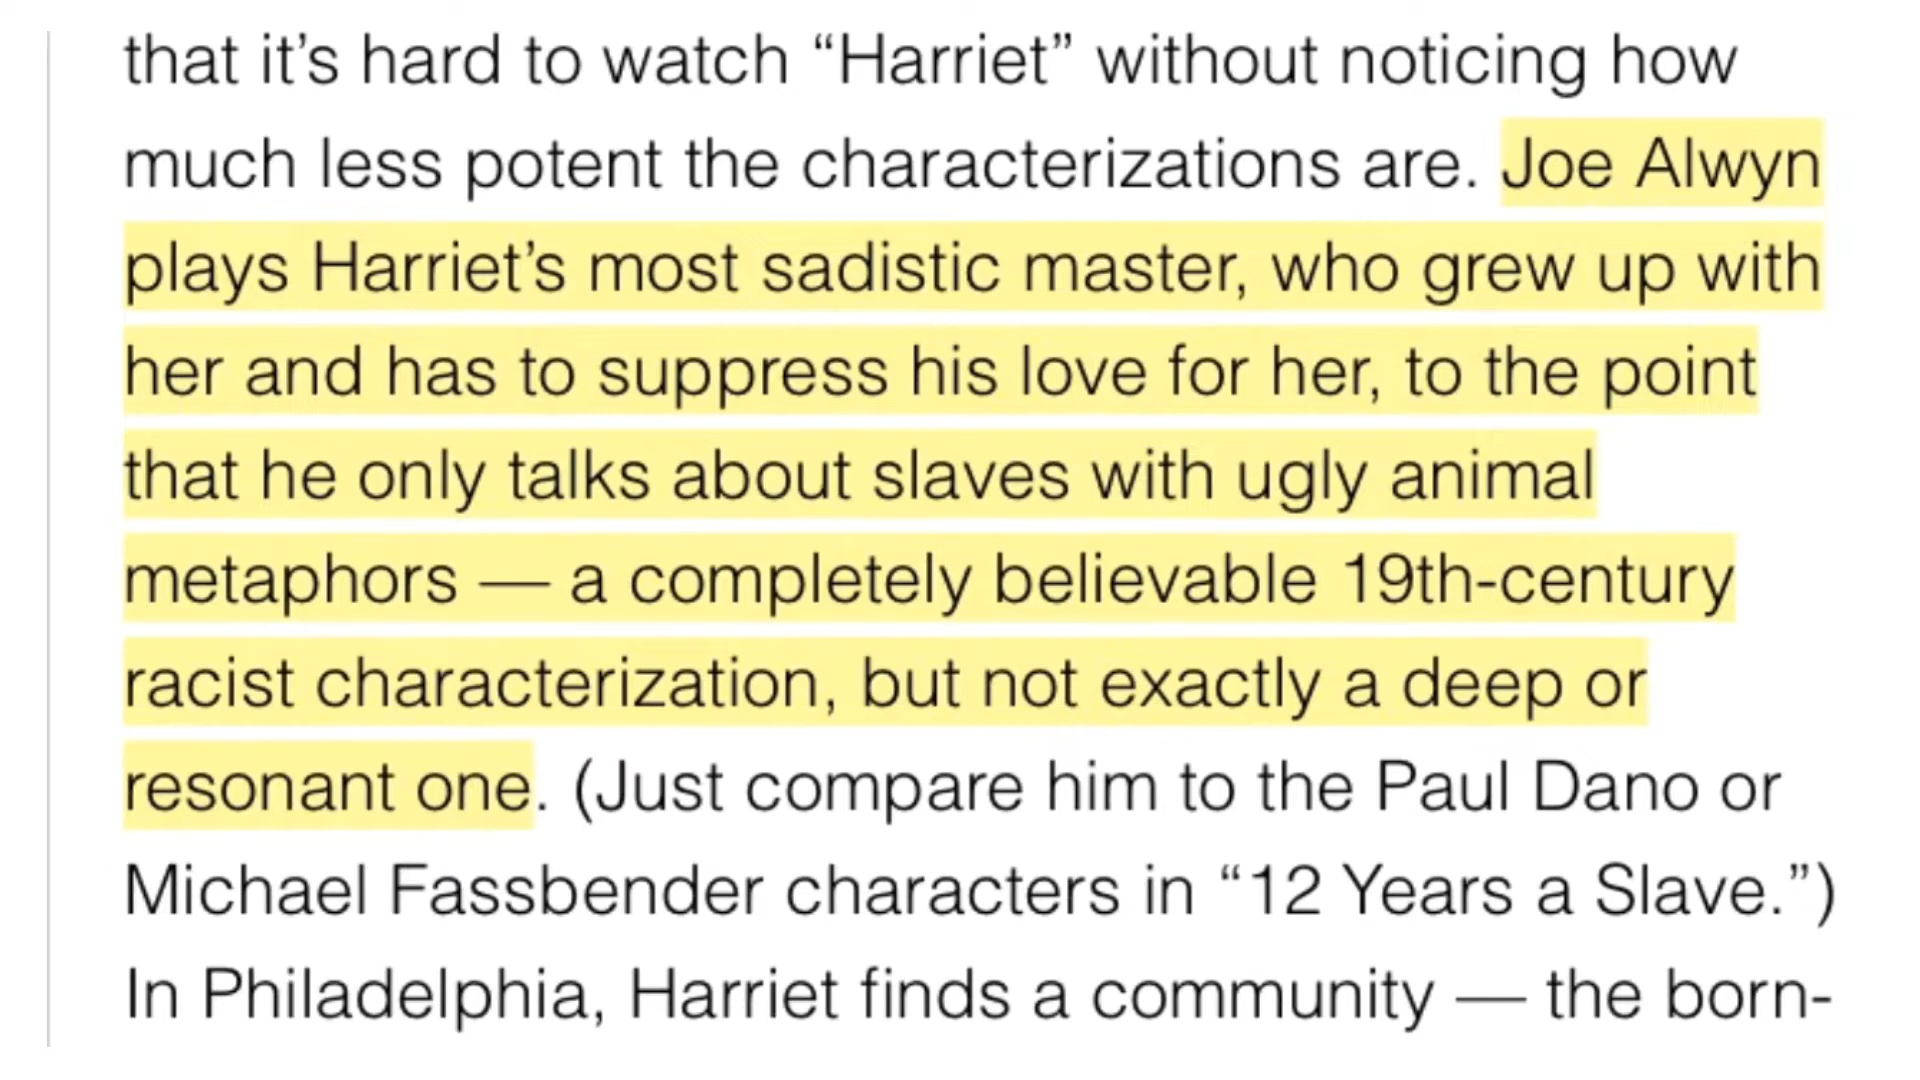 that it’s hard to watch “Harriet” without noticing how
much less potent the characterizations are. Joe Alwyn
plays Harriet’s most sadistic master, who grew up with
her and has to suppress his love for her, to the point
that he only talks about slaves with ugly animal
metaphors — a completely believable 19th-century
racist characterization, but not exactly a deep or
resonant one. (Just compare him to the Paul Dano or
Michael Fassbender characters in “12 Years a Slave.”)
In Philadelphia, Harriet finds a community — the born-